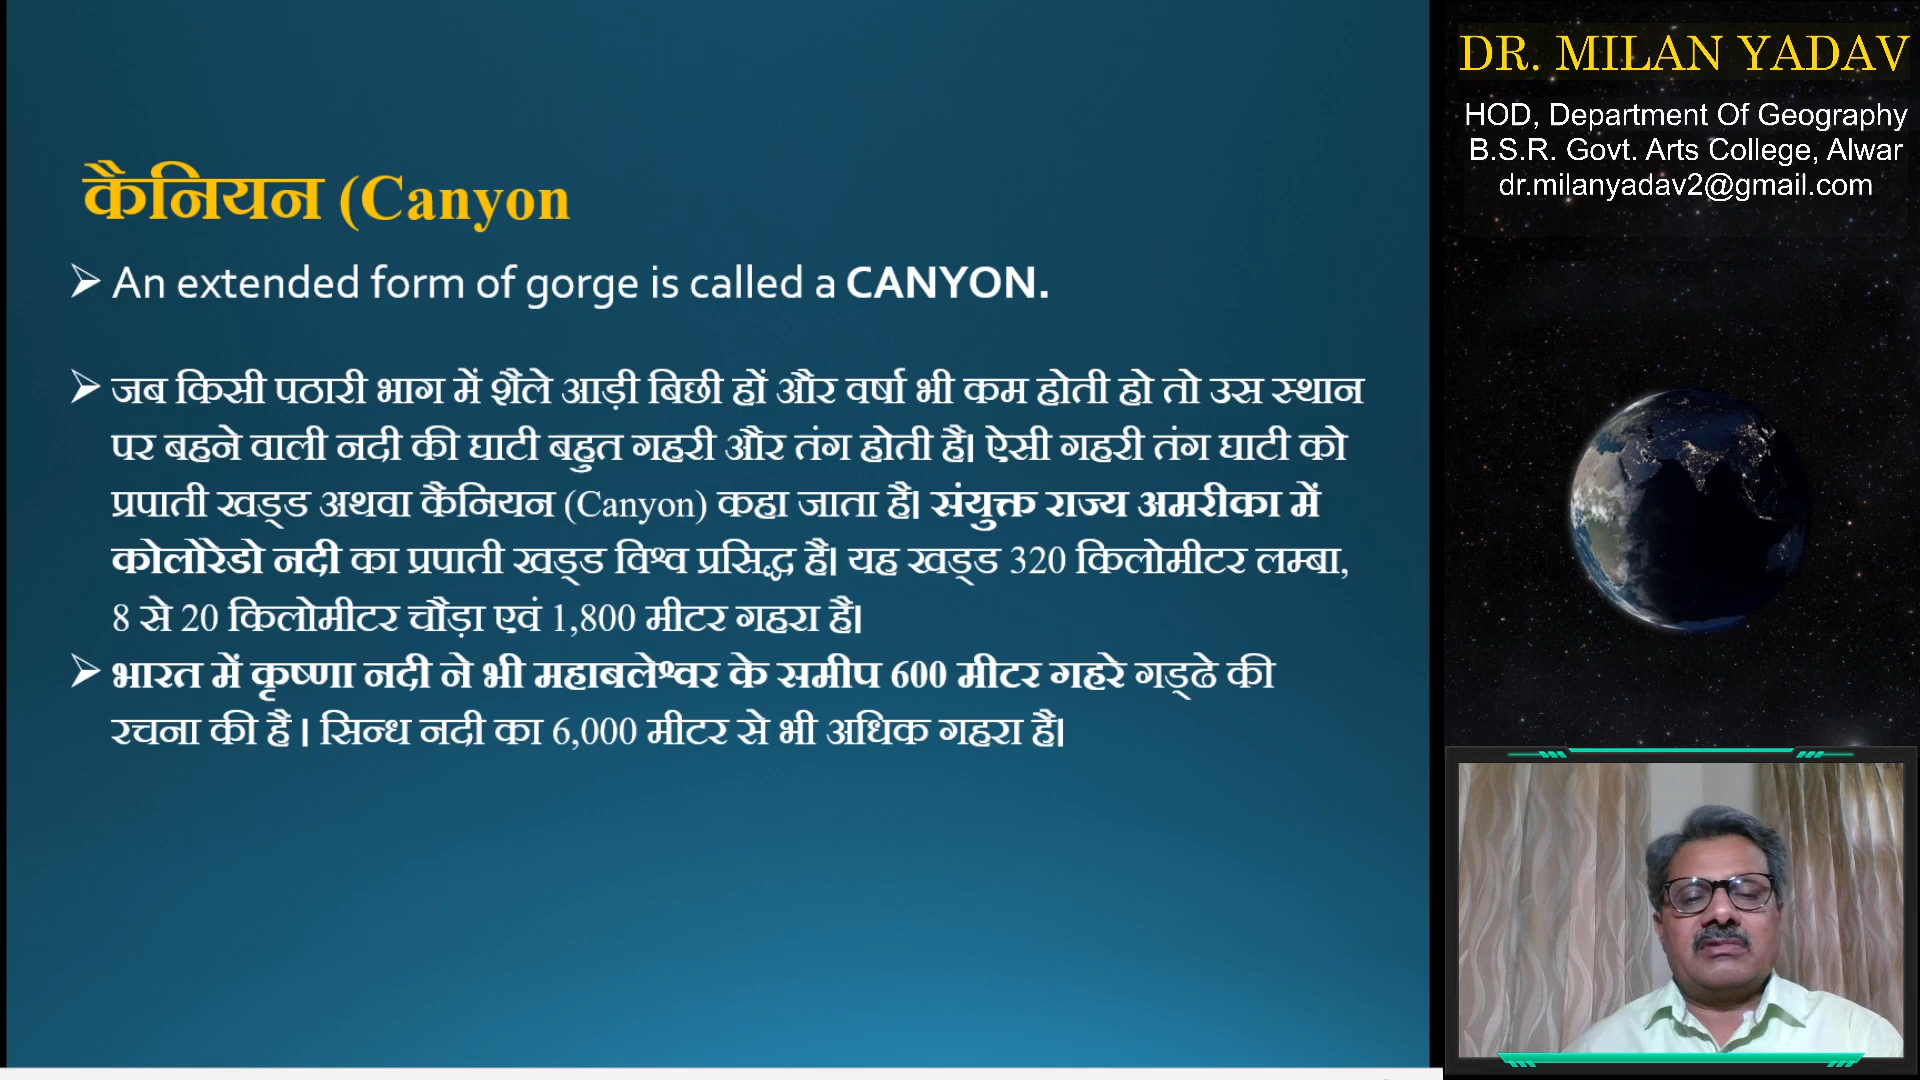 कैनियन (Canyon
An extended form of gorge is called a CANYON.
जब किसी पठारी भाग में शैले आड़ी बिछी हों और वर्षा भी कम होती हो तो उस स्थान
पर बहने वाली नदी की घाटी बहुत गहरी और तंग होती है। ऐसी गहरी तंग घाटी को
प्रपाती खड्ड अथवा कैनियन (Canyon) कहा जाता है। संयुक्त राज्य अमरीका में
कोलोरेडो नदी का प्रपाती खड्ड विश्व प्रसिद्ध है। यह खड्ड 320 किलोमीटर लम्बा,
8 से 20 किलोमीटर चौड़ा एवं 1,800 मीटर गहरा है।
भारत में कृष्णा नदी ने भी महाबलेश्वर के समीप 600 मीटर गहरे गड्ढे की
रचना की है । सिन्ध नदी का 6,000 मीटर से भी अधिक गहरा है।
DR. MILAN YADAV
HOD, Department Of Geography
B.S.R. Govt. Arts College, Alwar
dr.milanyadav2@gmail.com